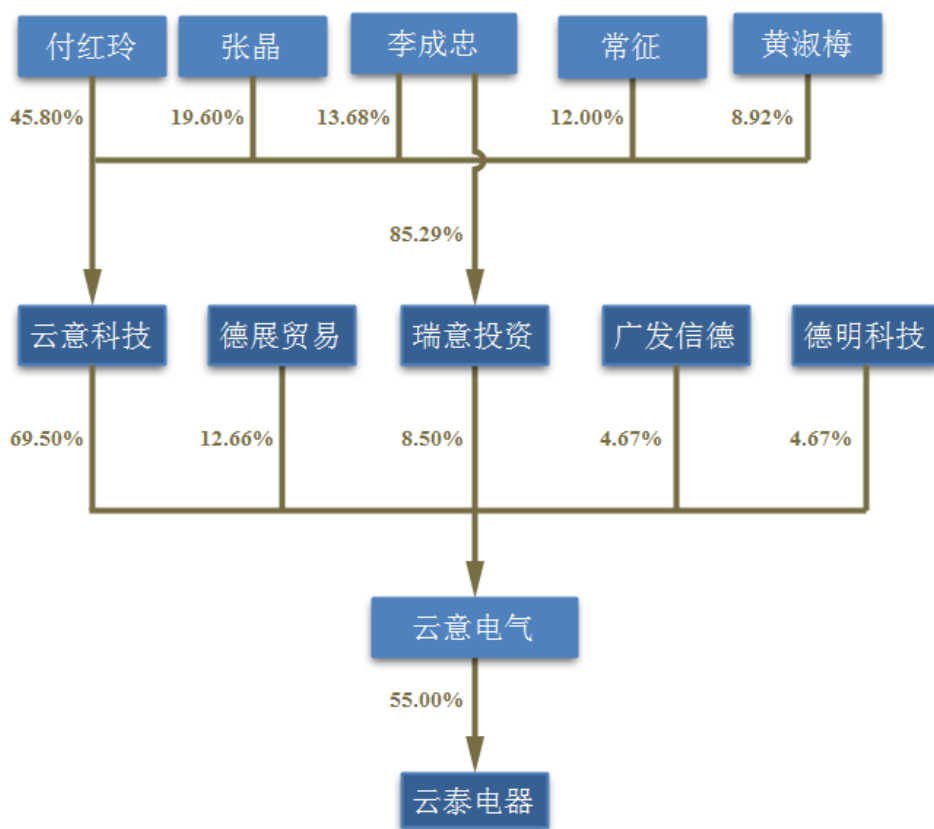 付红玲
张晶
李成忠
常征
黄淑梅
45.80%
19.60%
13.68%
12.00%
8.92%
85.29%
云意科技
德展贸易
瑞意投资
广发信德
德明科技
69.50%
12.66%
8.50%
4.67%
4.67%
云意电气
55.00%
云泰电器